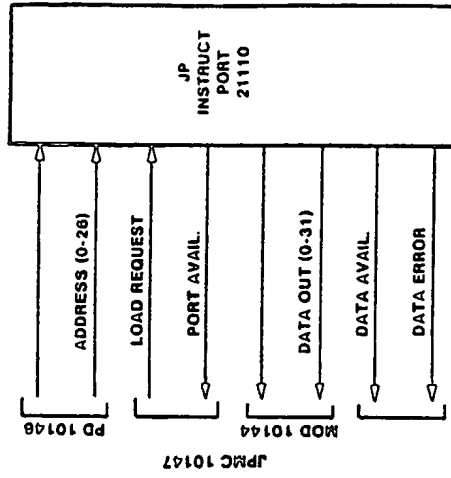 JP
INSTRUCT
PORT
21110
ADDRESS (0-26)
LOAD REQUEST
PORT AVAIL.
DATA OUT (0-31)
DATA AVAIL.
DATA ERROR
PD 10146
MOD 10144
JPMC 10147